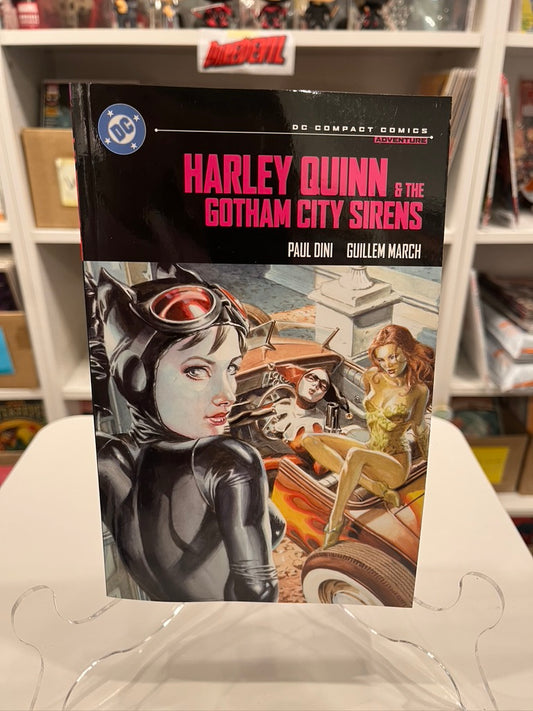 DAREDEVIL
DC
DC COMPACT COMICS
ADVENTURE
HARLEY QUINN & THE
GOTHAM CITY SIRENS
PAUL DINI GUILLEM MARCH